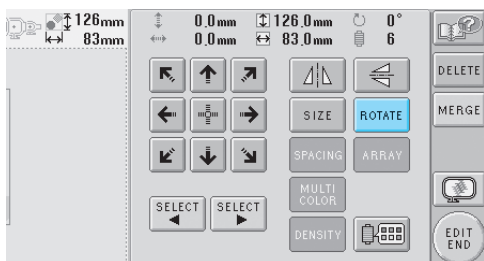 126mm
83mm
0.0mm 126.0mm 0°
0.0mm 83.0mm 6
DELETE
SIZE ROTATE MERGE
SPACING ARRAY
MULTI
COLOR
SELECT SELECT
DENSITY EDIT
END